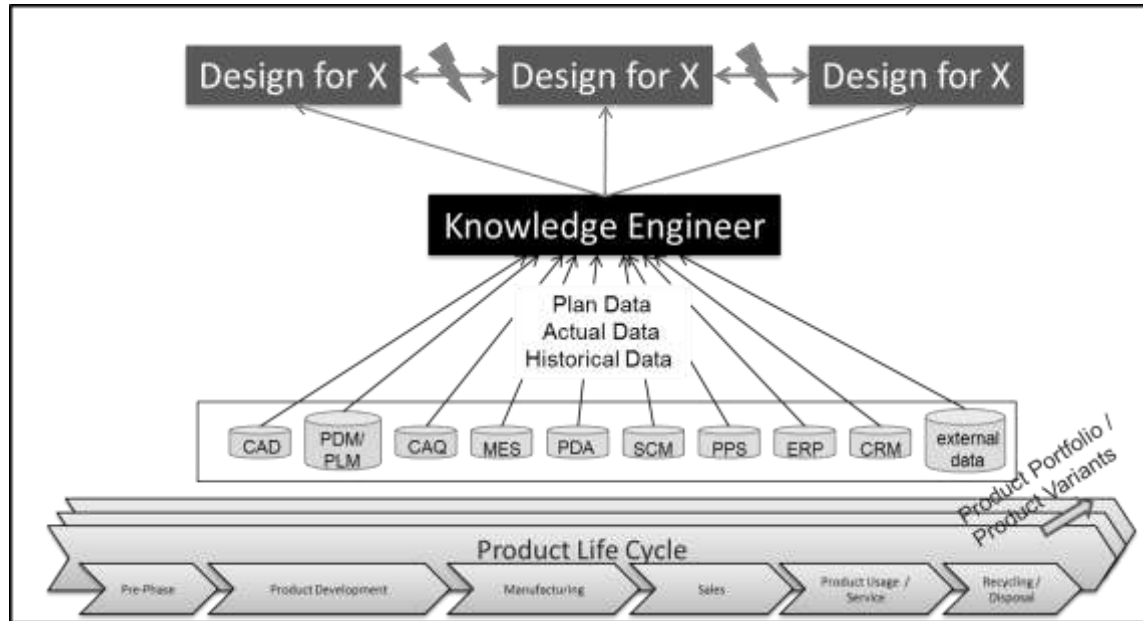 Design for X
Design for X
Design for X
Knowledge Engineer
Plan Data
Actual Data
Historical Data
CAD
PDM/
PLM
CAQ
MES
PDA
SCM
PPS
ERP
CRM
external
data
Product Portfolio /
Product Variants
Product Life Cycle
Pre-Phase
Product Development
Manufacturing
Sales
Product Usage /
Service
Recycling /
Disposal